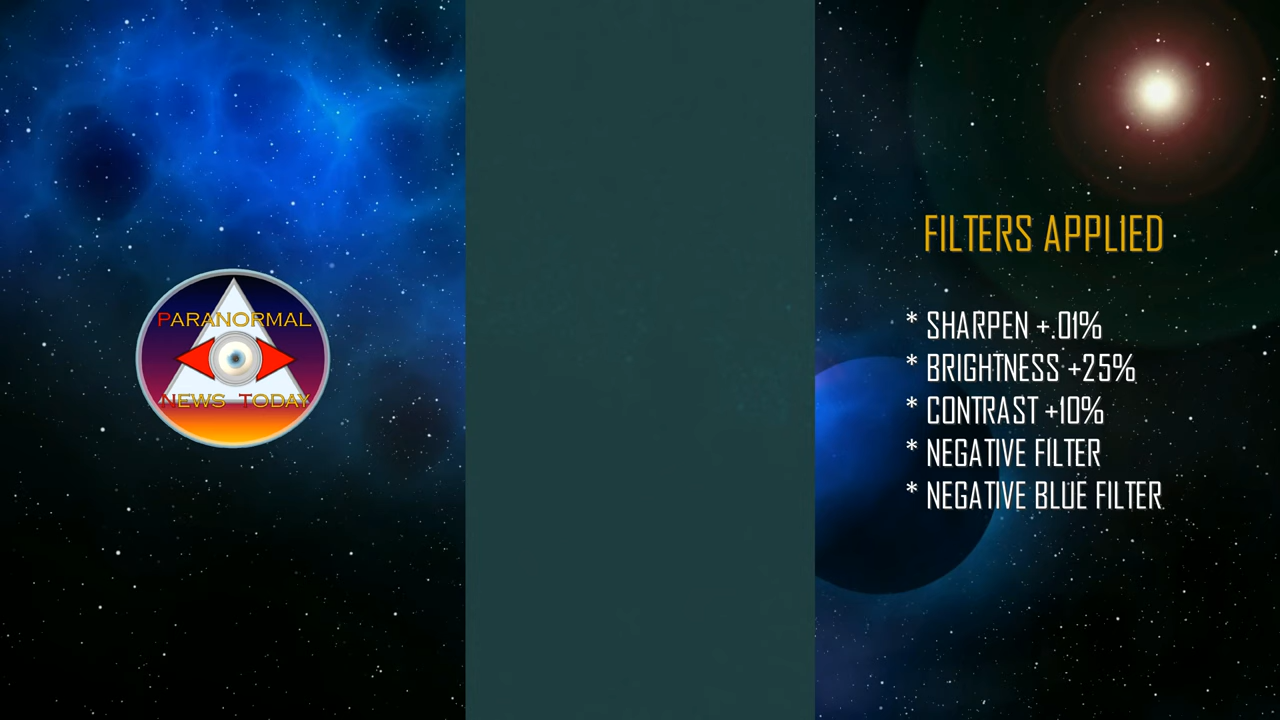 PARANORMAL
NEWS TODAY
FILTERS APPLIED
* SHARPEN +.01%
* BRIGHTNESS +25%
* CONTRAST +10%
* NEGATIVE FILTER
* NEGATIVE BLUE FILTER